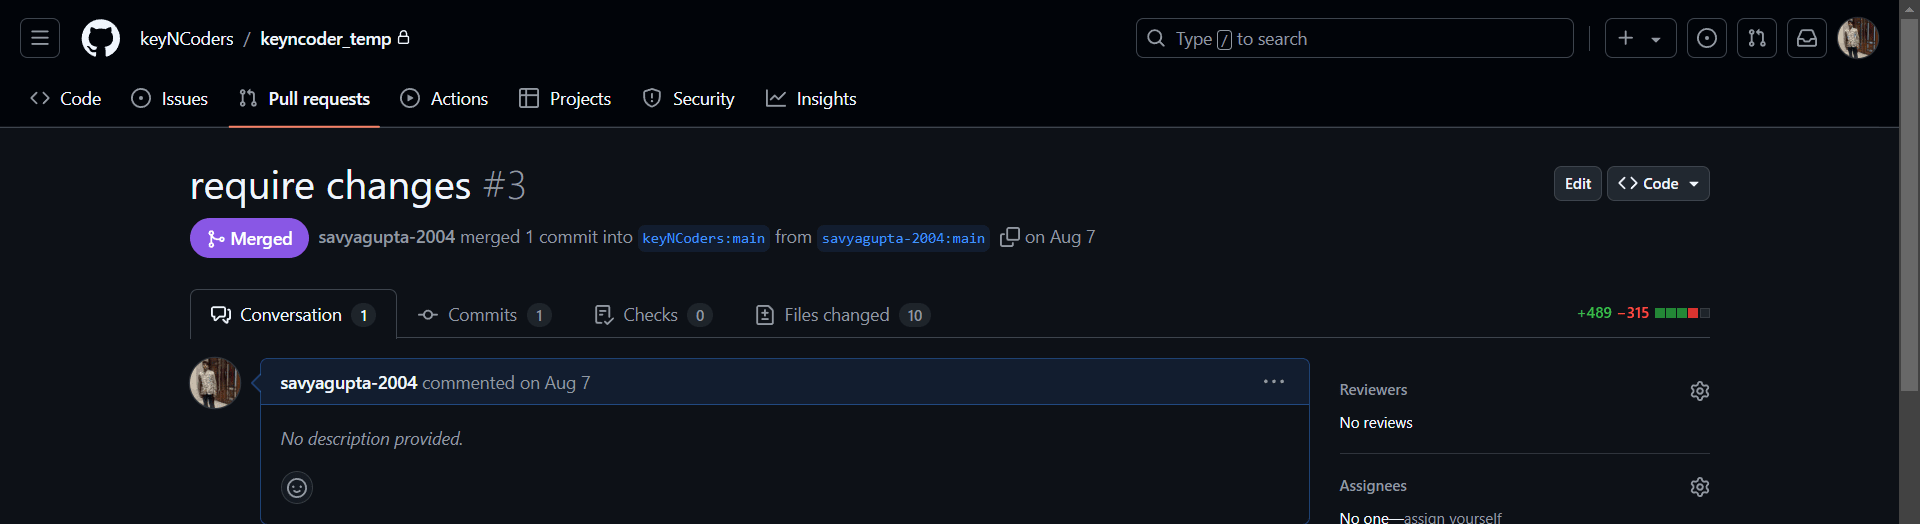 keyNCoders / keyncoder_temp
Type / to search
Code Issues Pull requests Actions Projects Security Insights
require changes #3
Edit
Code
Merged savyagupta-2004 merged 1 commit into keyNCoders:main from savyagupta-2004:main on Aug 7
Conversation 1 Commits 1 Checks 0 Files changed 10
+489 −315
savyagupta-2004 commented on Aug 7
No description provided.
Reviewers
No reviews
Assignees
No one—assign yourself